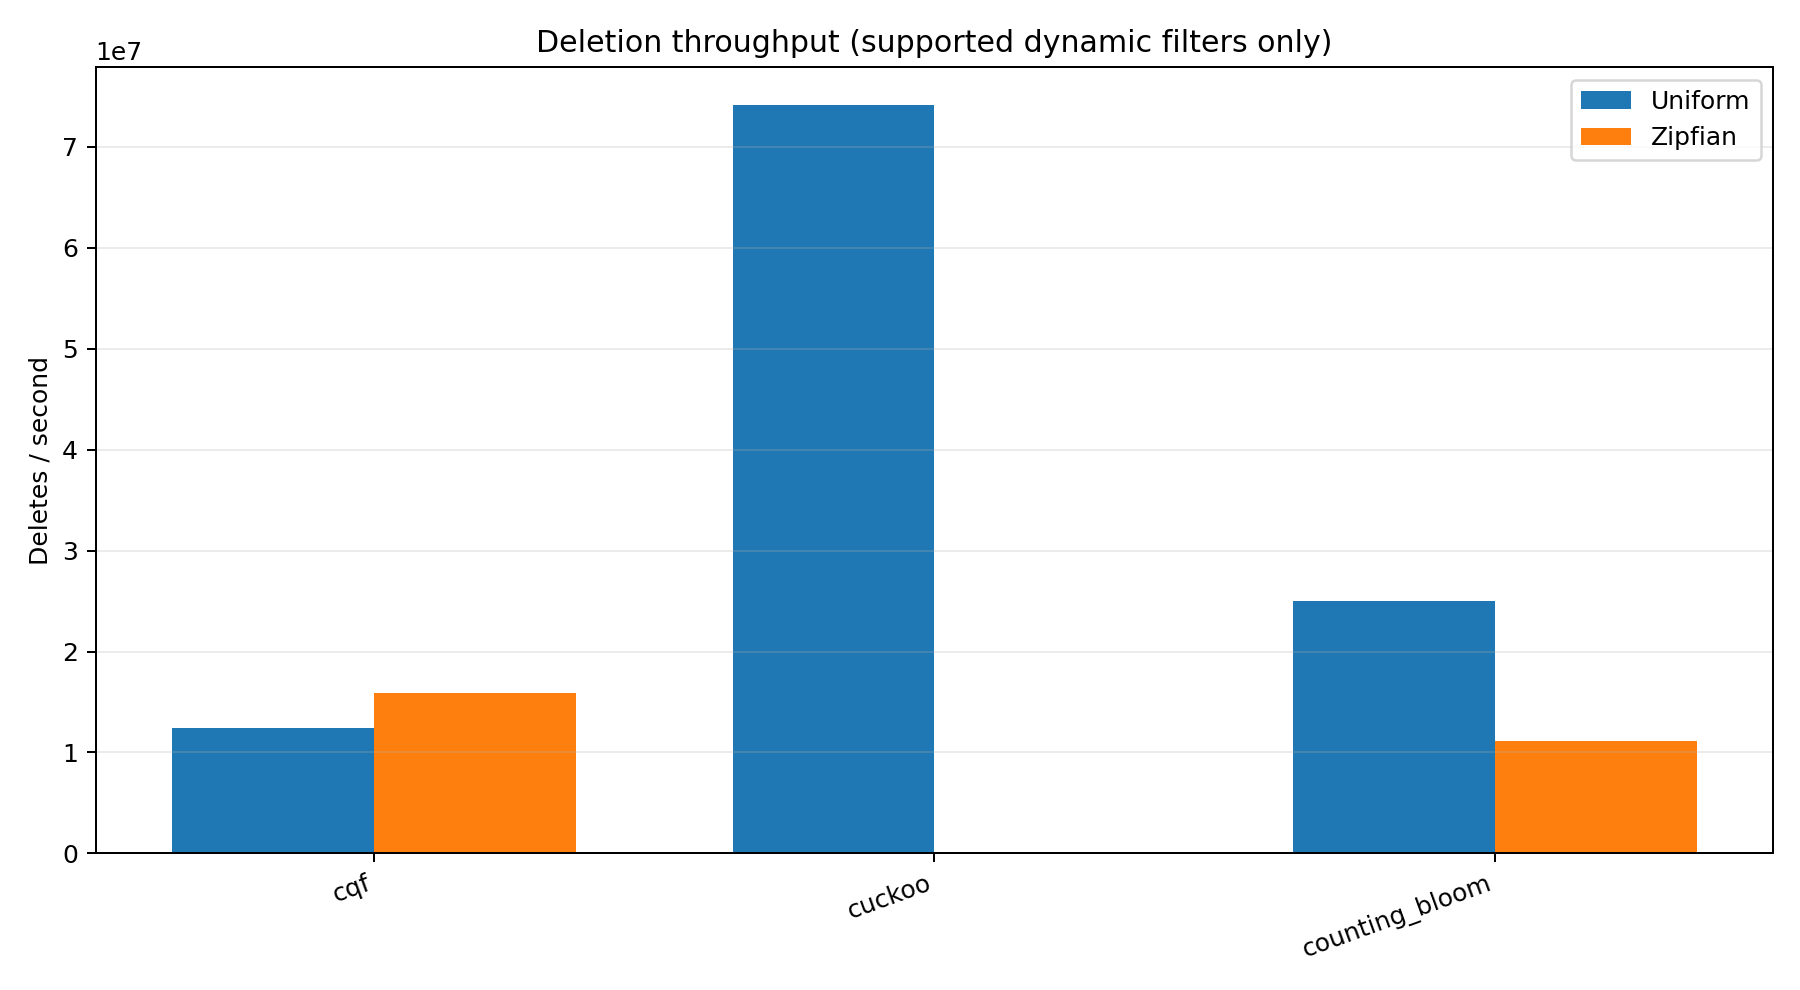 Deletion throughput (supported dynamic filters only)
1e7
Uniform
Zipfian
7
6
5
4
3
2
1
0
Deletes / second
cqf
cuckoo
counting_bloom